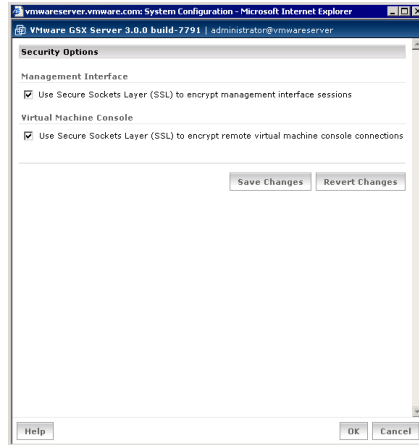 vmwareserver.vmware.com: System Configuration - Microsoft Internet Explorer
VMware GSX Server 3.0.0 build-7791 | administrator@vmwareserver
Security Options
Management Interface
Use Secure Sockets Layer (SSL) to encrypt management interface sessions
Virtual Machine Console
Use Secure Sockets Layer (SSL) to encrypt remote virtual machine console connections
Save Changes Revert Changes
Help OK Cancel